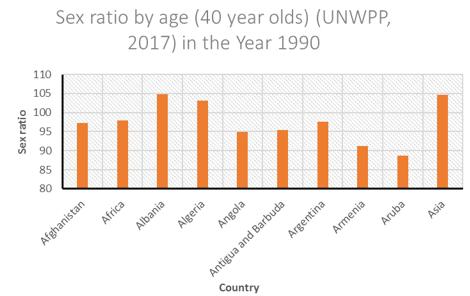 Sex ratio by age (40 year olds) (UNWPP,
2017) in the Year 1990
110
105
100
95
90
85
80
Sex ratio
Afghanistan
Africa
Albania
Algeria
Angola
Antigua and Barbuda
Argentina
Armenia
Aruba
Asia
Country